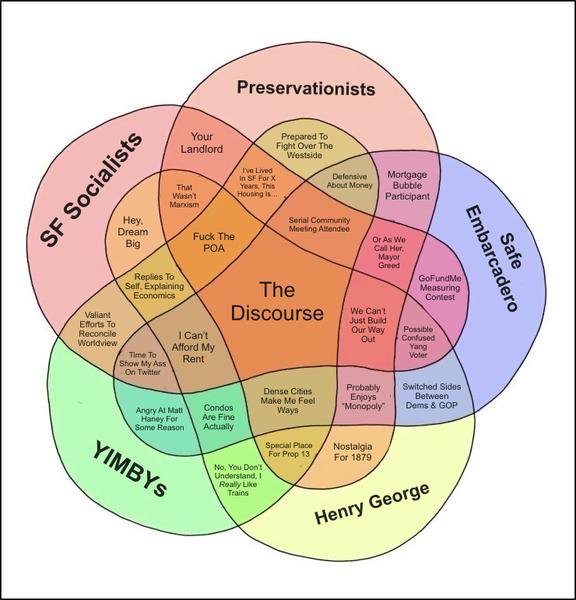 Preservationists
SF Socialists
Safe
Embarcadero
YIMBYs
Henry George
Your
Landlord
Prepared To
Fight Over The
Westside
I've Lived
In SF For X
Years, This
Housing Is...
Defensive
About Money
Mortgage
Bubble
Participant
That
Wasn't
Marxism
Hey,
Dream
Big
Fuck The
POA
Serial Community
Meeting Attendee
Or As We
Call Her,
Mayor
Greed
GoFundMe
Measuring
Contest
Replies To
Self, Explaining
Economics
The
Discourse
Valiant
Efforts To
Reconcile
Worldview
I Can't
Afford My
Rent
We Can't
Just Build
Our Way
Out
Possible
Confused
Yang
Voter
Time To
Show My Ass
On Twitter
Angry At Matt
Haney For
Some Reason
Condos
Are Fine
Actually
Dense Cities
Make Me Feel
Ways
Probably
Enjoys
"Monopoly"
Switched Sides
Between
Dems & GOP
Special Place
For Prop 13
Nostalgia
For 1879
No, You Don't
Understand, I
Really Like
Trains